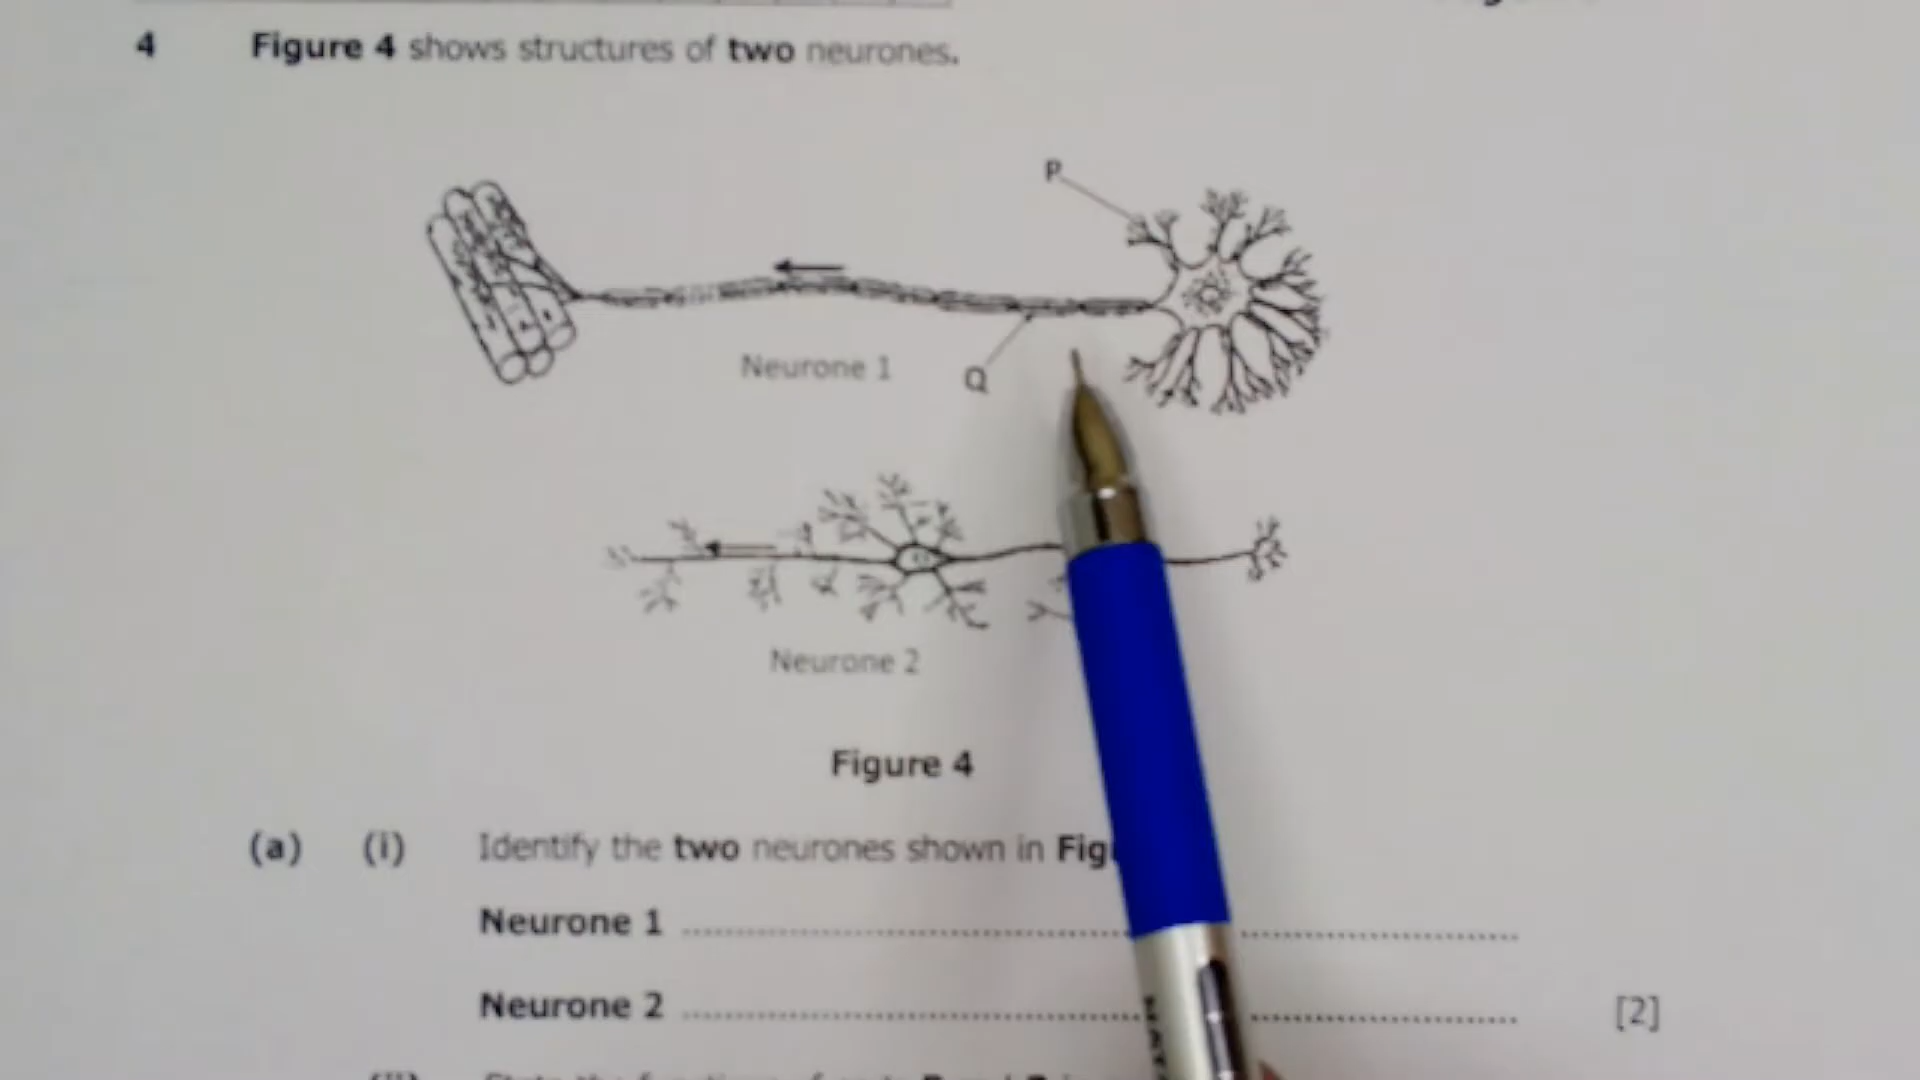 4 Figure 4 shows structures of two neurones.
P
Neurone 1
Q
Neurone 2
Figure 4
(a) (i) Identify the two neurones shown in
Neurone 1 ................................................
Neurone 2 ................................................ [2]